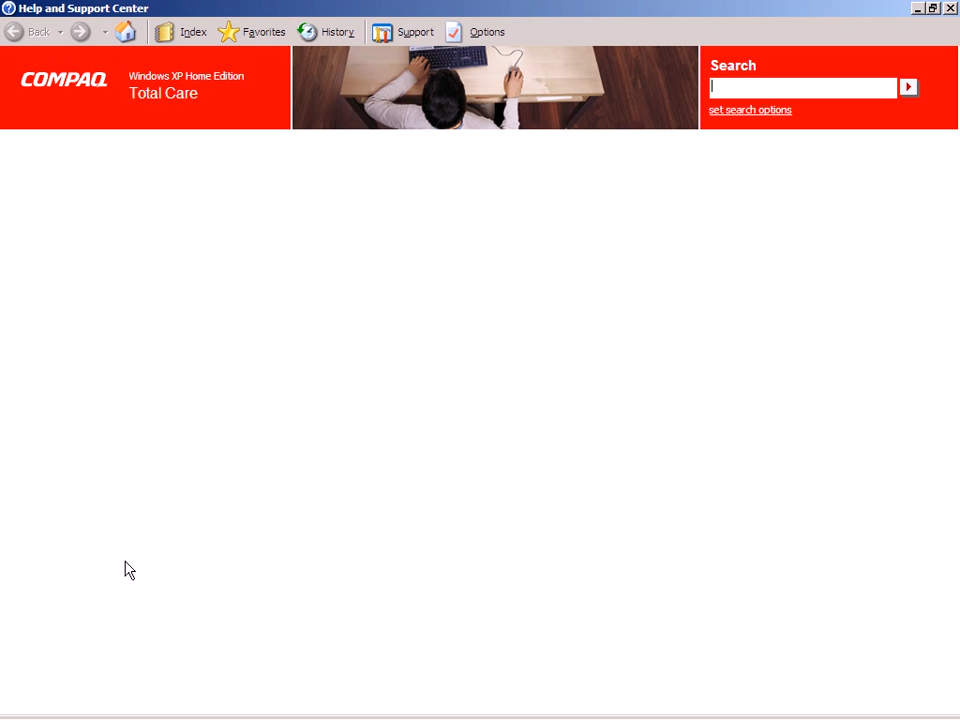 Help and Support Center
Back Index Favorites History Support Options
COMPAQ
Windows XP Home Edition
Total Care
Search
set search options